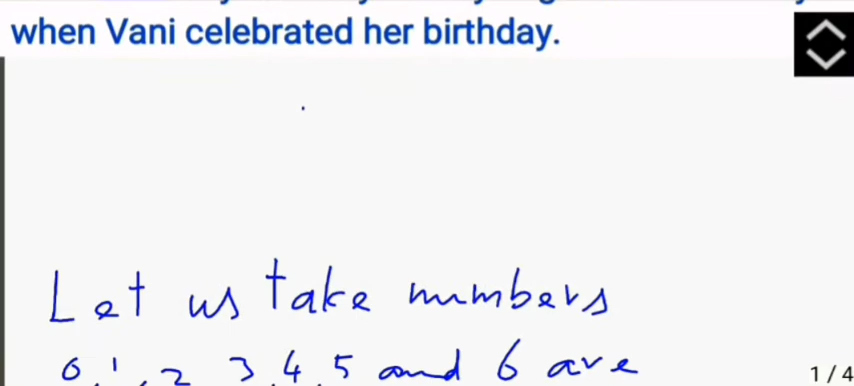 when Vani celebrated her birthday.
Let us take numbers
0, 1, 2 3, 4, 5 and 6 are
1/4